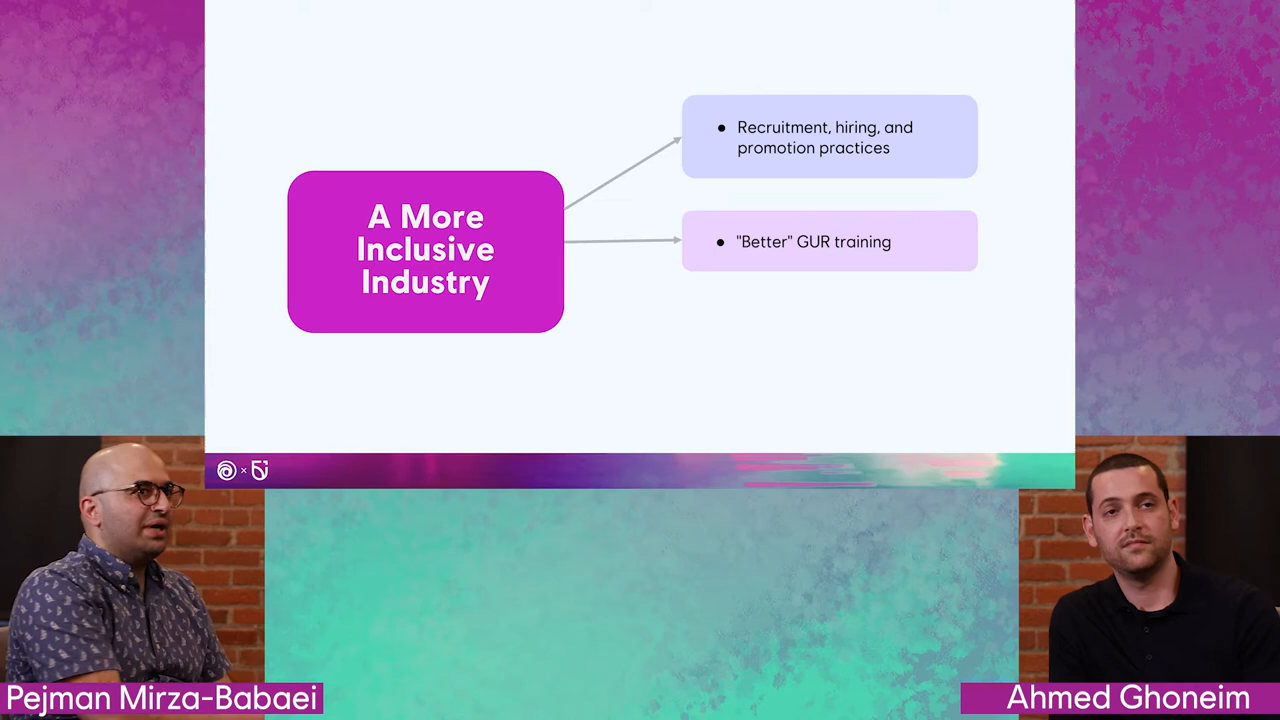 A More
Inclusive
Industry
● Recruitment, hiring, and
promotion practices
● "Better" GUR training
×
Pejman Mirza-Babaei
Ahmed Ghoneim